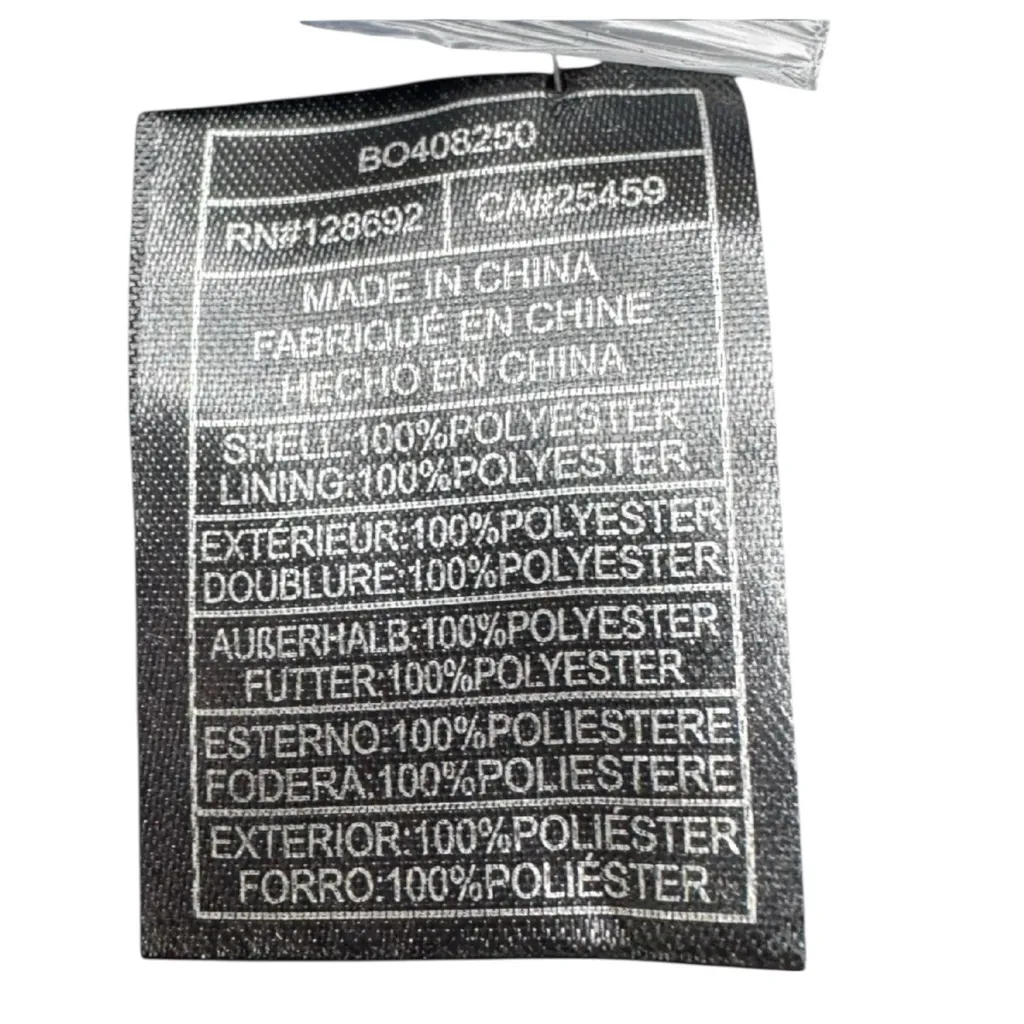 BO408250
RN#128692 CA#25459
MADE IN CHINA
FABRIQUÉ EN CHINE
HECHO EN CHINA
SHELL:100%POLYESTER
LINING:100%POLYESTER
EXTÉRIEUR:100%POLYESTER
DOUBLURE:100%POLYESTER
AUßERHALB:100%POLYESTER
FUTTER:100%POLYESTER
ESTERNO:100%POLIESTERE
FODERA:100%POLIESTERE
EXTERIOR:100%POLIÉSTER
FORRO:100%POLIÉSTER